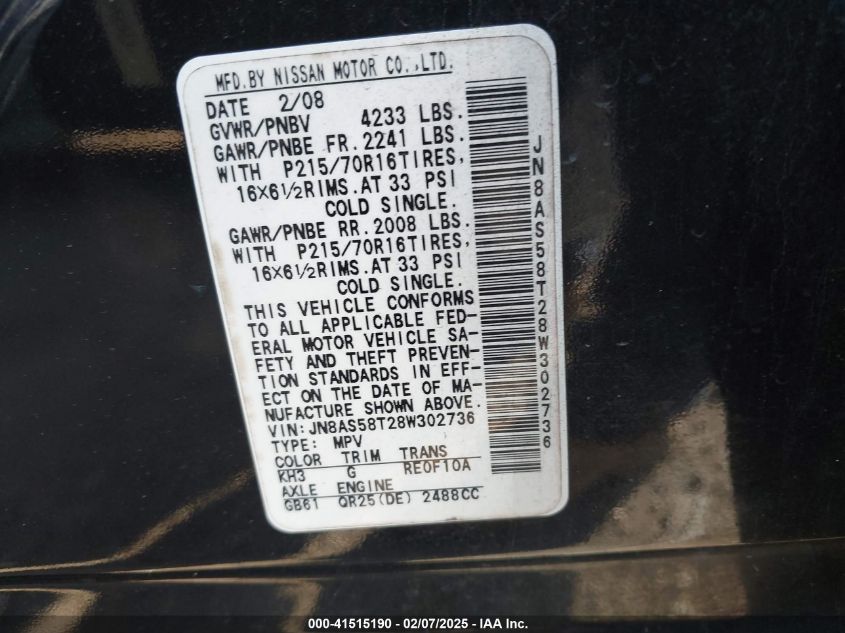 MFD.BY NISSAN MOTOR CO.,LTD.
DATE 2/08
GVWR/PNBV 4233 LBS.
GAWR/PNBE FR.2241 LBS.
WITH P215/70R16TIRES,
16X6½RIMS.AT 33 PSI
COLD SINGLE.
GAWR/PNBE RR.2008 LBS.
WITH P215/70R16TIRES,
16X6½RIMS.AT 33 PSI
COLD SINGLE.
THIS VEHICLE CONFORMS
TO ALL APPLICABLE FED-
ERAL MOTOR VEHICLE SA-
FETY AND THEFT PREVEN-
TION STANDARDS IN EFF-
ECT ON THE DATE OF MA-
NUFACTURE SHOWN ABOVE.
VIN:JN8AS58T28W302736
TYPE: MPV
COLOR TRIM TRANS
KH3 G RE0F10A
AXLE ENGINE
GB61 QR25(DE) 2488CC
JN8AS58T28W302736
000-41515190 - 02/07/2025 - IAA Inc.